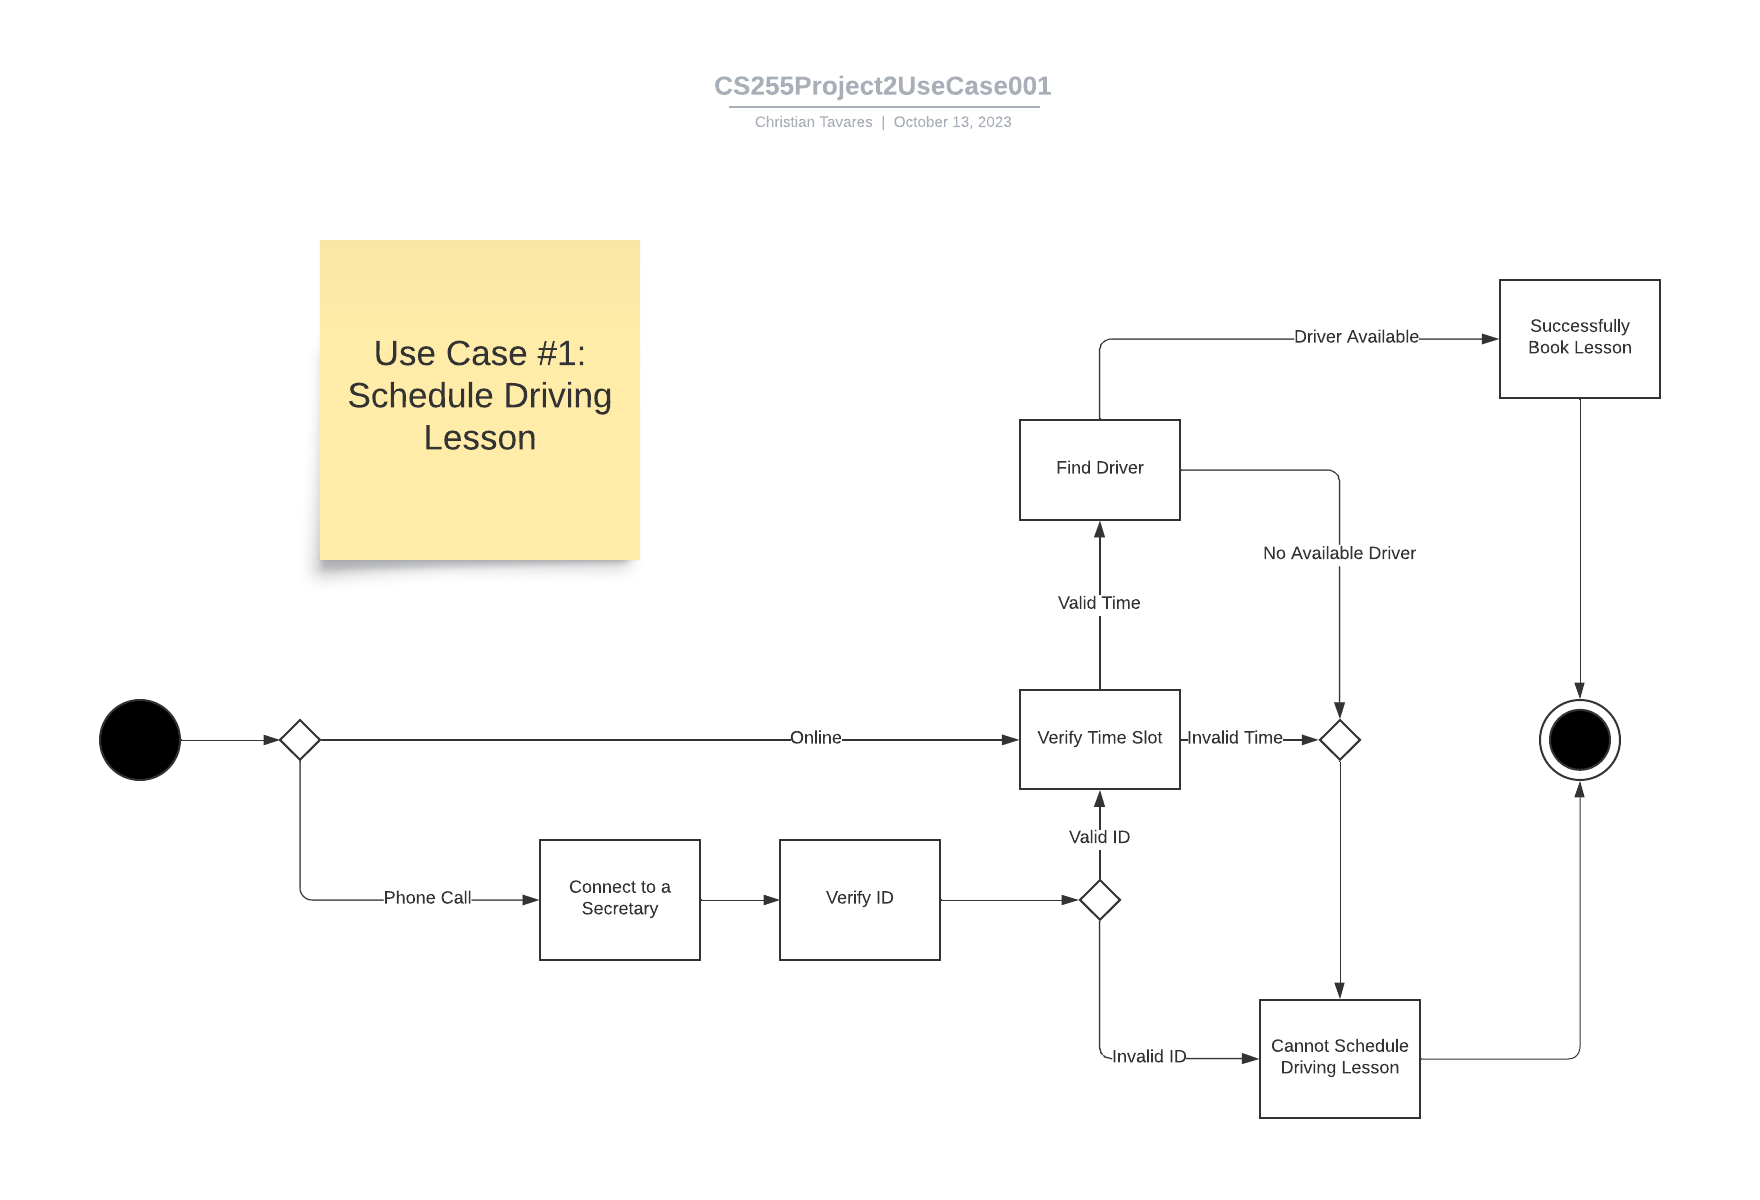 CS255Project2UseCase001
Christian Tavares | October 13, 2023
Use Case #1:
Schedule Driving
Lesson
Driver Available
Successfully
Book Lesson
Find Driver
No Available Driver
Valid Time
Online
Verify Time Slot
Invalid Time
Valid ID
Phone Call
Connect to a
Secretary
Verify ID
Invalid ID
Cannot Schedule
Driving Lesson